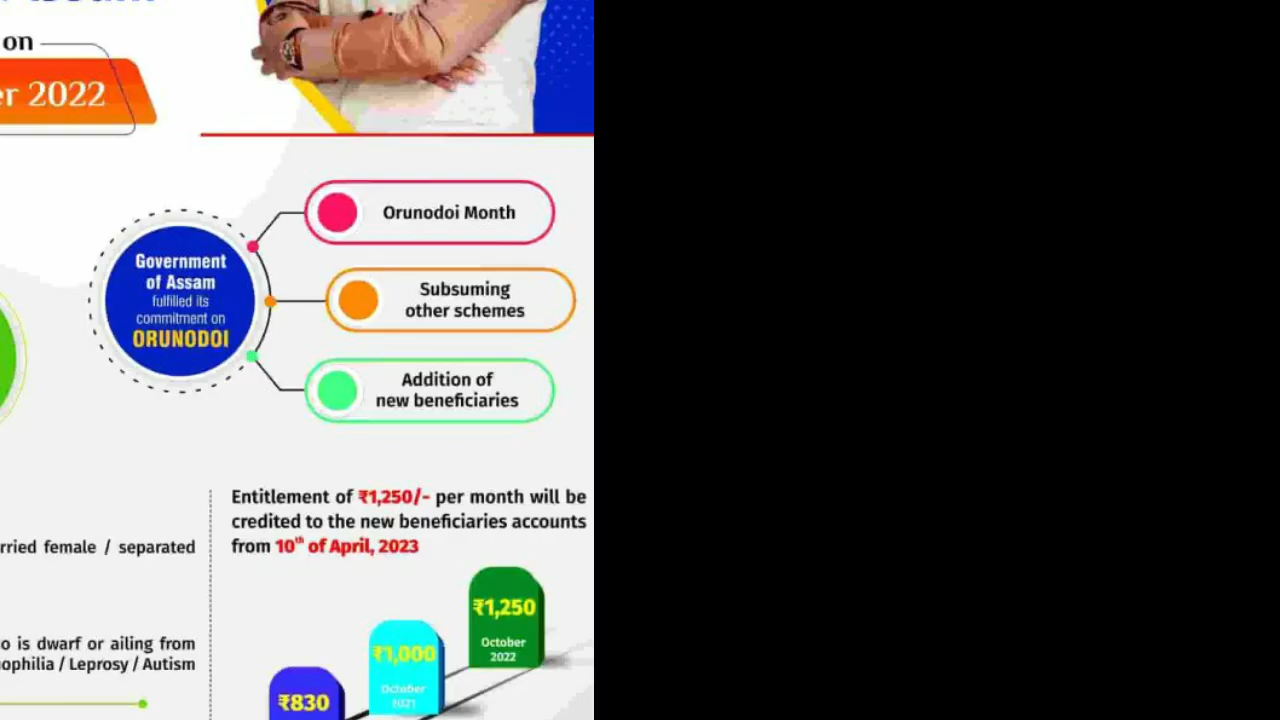 on
er 2022
Orunodoi Month
Government
of Assam
fulfilled its
commitment on
ORUNODOI
Subsuming
other schemes
Addition of
new beneficiaries
Entitlement of ₹1,250/- per month will be
credited to the new beneficiaries accounts
from 10th of April, 2023
rried female / separated
o is dwarf or ailing from
ophilia / Leprosy / Autism
₹1,250
October
2022
₹1,000
October
2021
₹830